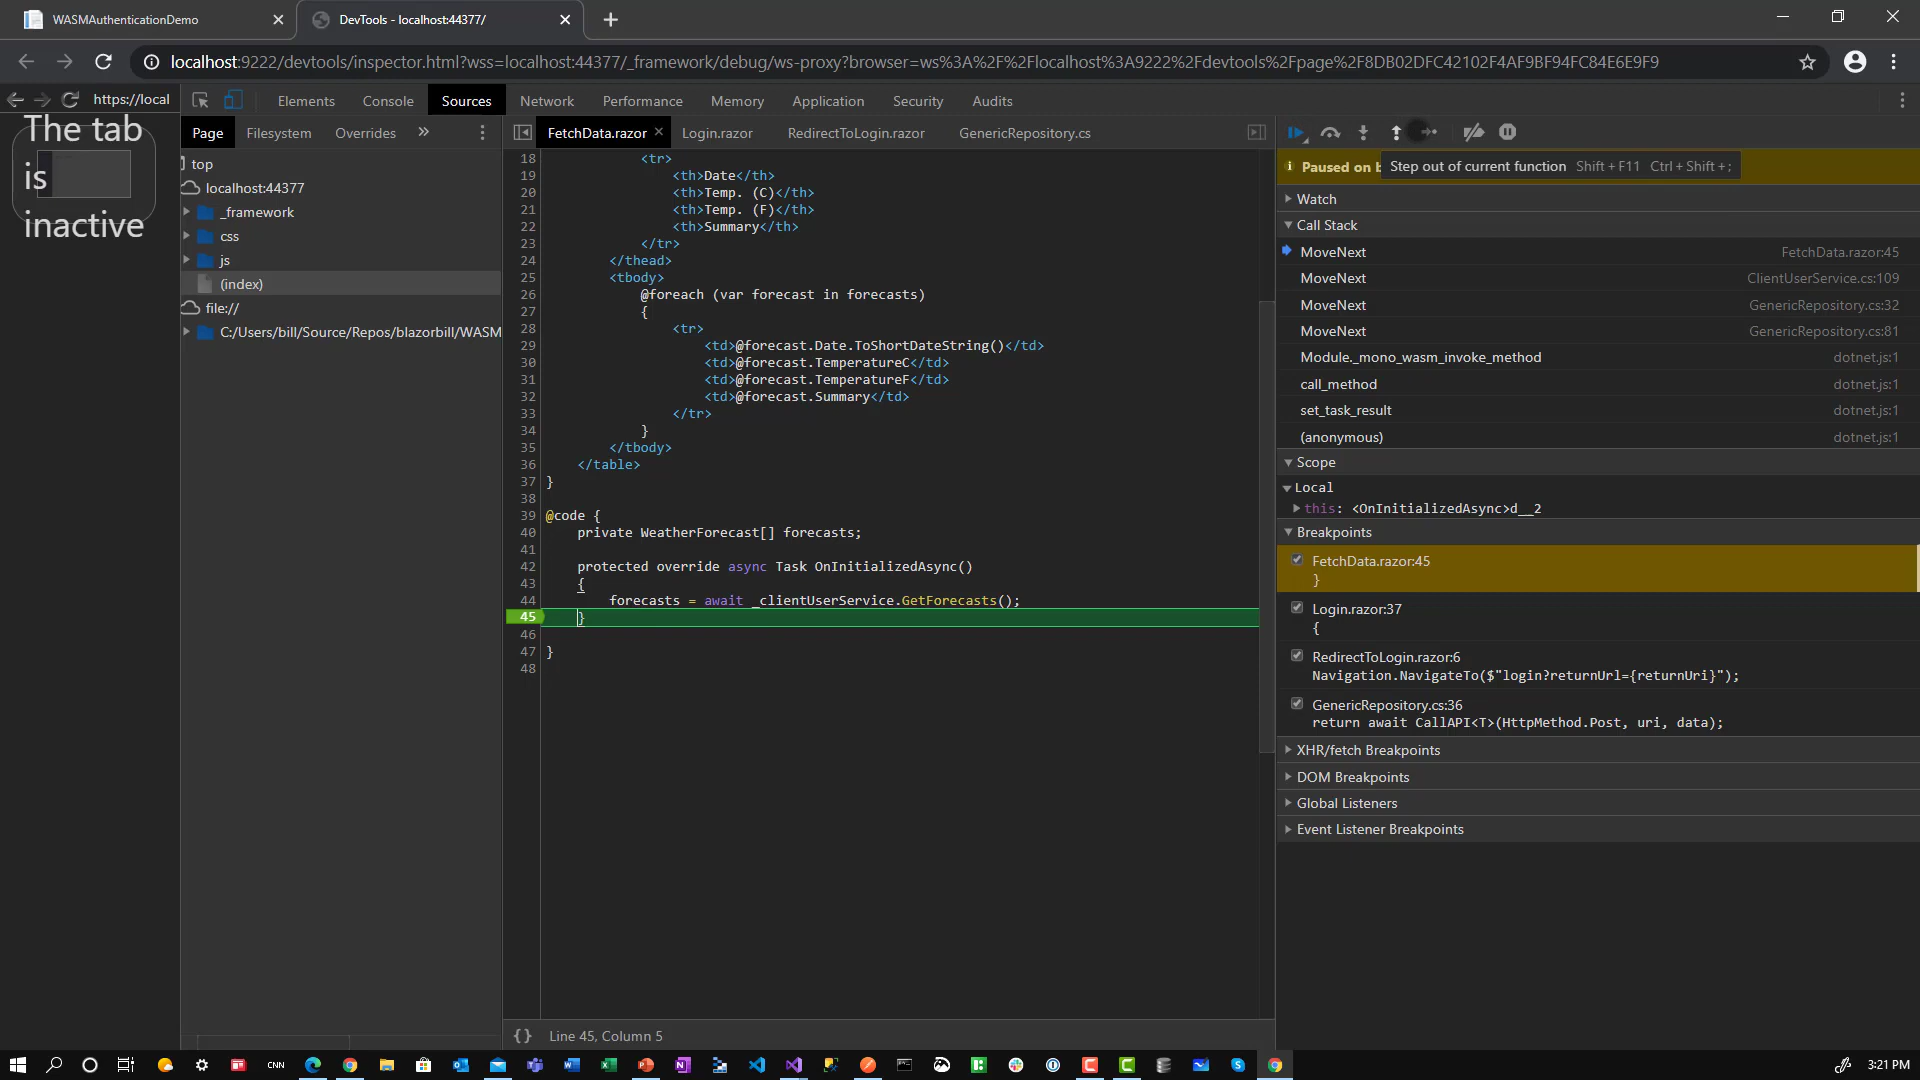 WASMAuthenticationDemo
DevTools - localhost:44377/
localhost:9222/devtools/inspector.html?wss=localhost:44377/_framework/debug/ws-proxy?browser=ws%3A%2F%2Flocalhost%3A9222%2Fdevtools%2Fpage%2F8DB02DFC42102F4AF9BF94FC84E6E9F9
https://local
Elements Console Sources Network Performance Memory Application Security Audits
The tab
is
inactive
Page Filesystem Overrides »
top
localhost:44377
_framework
css
js
(index)
file://
C:/Users/bill/Source/Repos/blazorbill/WASM
FetchData.razor Login.razor RedirectToLogin.razor GenericRepository.cs
18 <tr>
19 <th>Date</th>
20 <th>Temp. (C)</th>
21 <th>Temp. (F)</th>
22 <th>Summary</th>
23 </tr>
24 </thead>
25 <tbody>
26 @foreach (var forecast in forecasts)
27 {
28 <tr>
29 <td>@forecast.Date.ToShortDateString()</td>
30 <td>@forecast.TemperatureC</td>
31 <td>@forecast.TemperatureF</td>
32 <td>@forecast.Summary</td>
33 </tr>
34 }
35 </tbody>
36 </table>
37 }
38
39 @code {
40 private WeatherForecast[] forecasts;
41
42 protected override async Task OnInitializedAsync()
43 {
44 forecasts = await _clientUserService.GetForecasts();
45 }
46
47 }
48
{} Line 45, Column 5
Paused on b
Step out of current function Shift + F11 Ctrl + Shift + ;
Watch
Call Stack
MoveNext FetchData.razor:45
MoveNext ClientUserService.cs:109
MoveNext GenericRepository.cs:32
MoveNext GenericRepository.cs:81
Module._mono_wasm_invoke_method dotnet.js:1
call_method dotnet.js:1
set_task_result dotnet.js:1
(anonymous) dotnet.js:1
Scope
Local
this: <OnInitializedAsync>d__2
Breakpoints
FetchData.razor:45
}
Login.razor:37
{
RedirectToLogin.razor:6
Navigation.NavigateTo($"login?returnUrl={returnUri}");
GenericRepository.cs:36
return await CallAPI<T>(HttpMethod.Post, uri, data);
XHR/fetch Breakpoints
DOM Breakpoints
Global Listeners
Event Listener Breakpoints
CNN
3:21 PM